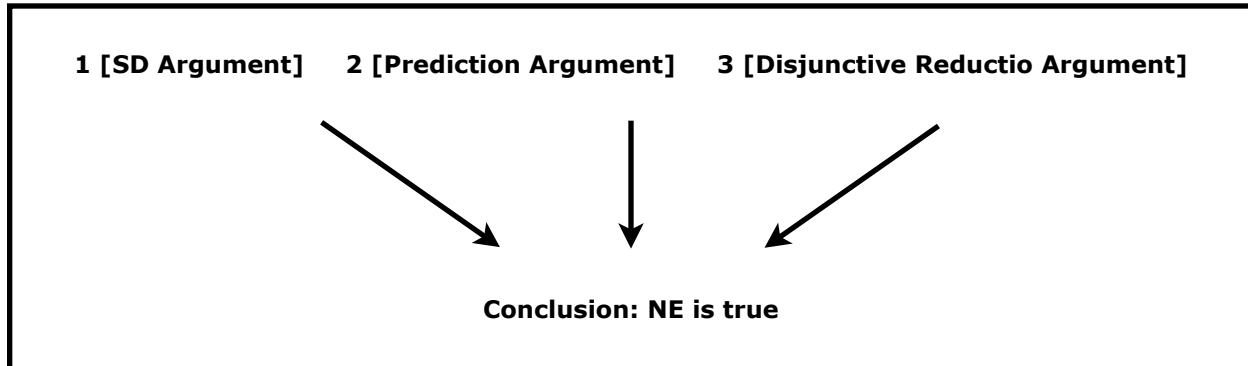 1 [SD Argument] 2 [Prediction Argument] 3 [Disjunctive Reductio Argument]
Conclusion: NE is true